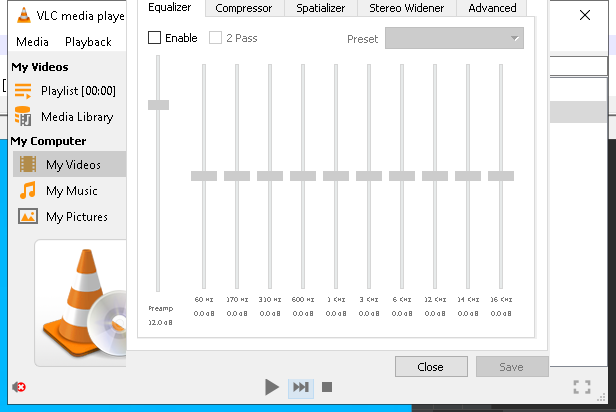 VLC media playe
Media Playback
My Videos
Playlist [00:00]
Media Library
My Computer
My Videos
My Music
My Pictures
Equalizer Compressor Spatializer Stereo Widener Advanced
Enable 2 Pass Preset
60 Hz 170 Hz 310 Hz 600 Hz 1 KHz 3 KHz 6 KHz 12 KHz 14 KHz 16 KHz
Preamp 0.0 dB 0.0 dB 0.0 dB 0.0 dB 0.0 dB 0.0 dB 0.0 dB 0.0 dB 0.0 dB 0.0 dB
12.0 dB
Close Save